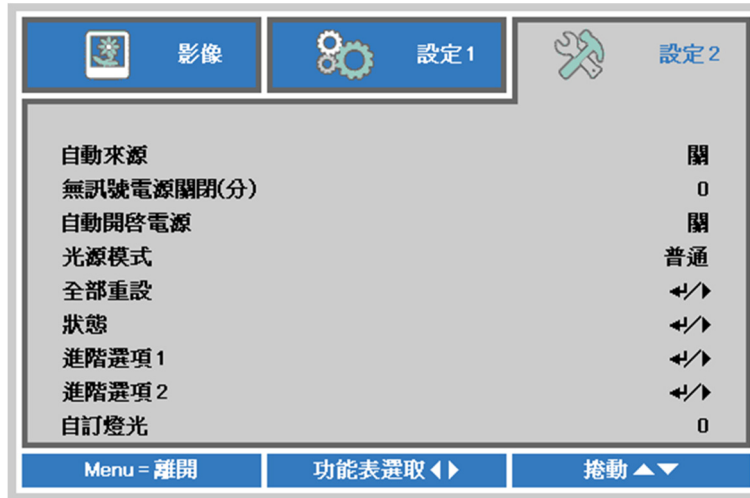 影像 設定1 設定2
自動來源 關
無訊號電源關閉(分) 0
自動開啓電源 關
光源模式 普通
全部重設 ↵/▶
狀態 ↵/▶
進階選項1 ↵/▶
進階選項2 ↵/▶
自訂燈光 0
Menu = 離開 功能表選取◀▶ 捲動▲▼